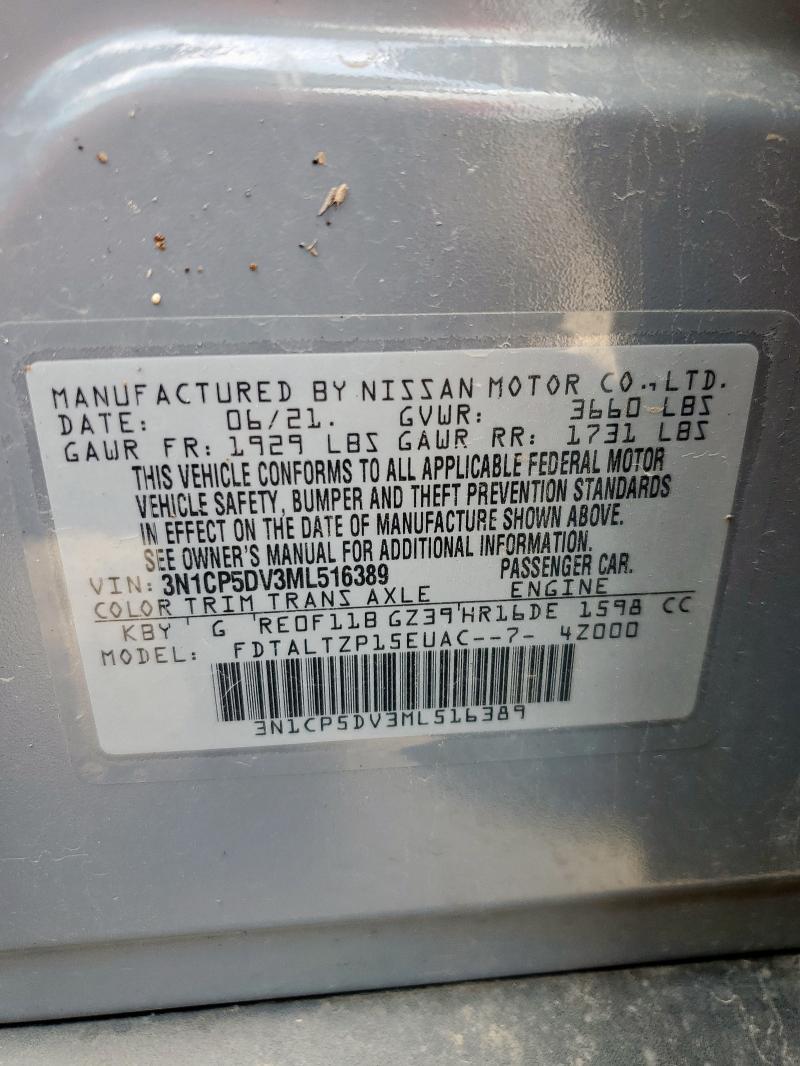 MANUFACTURED BY NISSAN MOTOR CO., LTD.
DATE: 06/21. GVWR: 3660 LBS
GAWR FR: 1929 LBS GAWR RR: 1731 LBS
THIS VEHICLE CONFORMS TO ALL APPLICABLE FEDERAL MOTOR
VEHICLE SAFETY, BUMPER AND THEFT PREVENTION STANDARDS
IN EFFECT ON THE DATE OF MANUFACTURE SHOWN ABOVE.
SEE OWNER'S MANUAL FOR ADDITIONAL INFORMATION.
VIN: 3N1CP5DV3ML516389 PASSENGER CAR.
COLOR TRIM TRANS AXLE ENGINE
KBY G RE0F11B GZ39 HR16DE 1598 CC
MODEL: FDTALTZP15EUAC--7- 4Z000
3N1CP5DV3ML516389